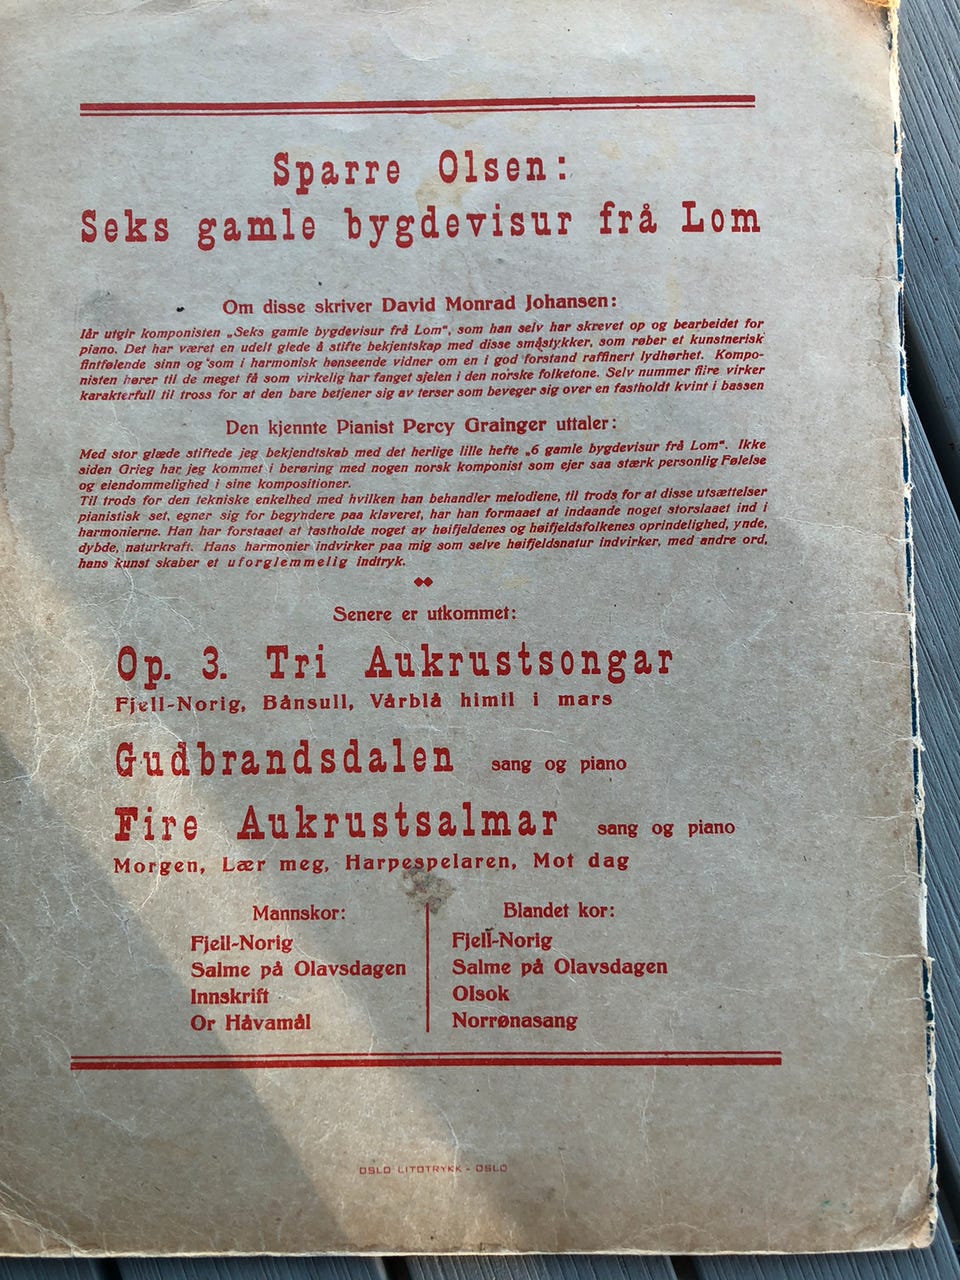 Sparre Olsen:
Seks gamle bygdevisur frå Lom
Om disse skriver David Monrad Johansen:
Iår utgir komponisten „Seks gamle bygdevisur frå Lom“, som han selv har skrevet op og bearbeidet for
piano. Det har været en udelt glede å stifte bekjentskap med disse småstykker, som røber et kunstnerisk
fintfølende sinn og som i harmonisk hønseende vidner om en i god forstand raffinert lydhørhet. Kompo-
nisten hører til de meget få som virkelig har fanget sjelen i den norske folketone. Selv nummer fiire virker
karakterfull til tross for at den bare betjener sig av terser som beveger sig over en fastholdt kvint i bassen
Den kjennte Pianist Percy Grainger uttaler:
Med stor glæde stiftede jeg bekjendtskab med det herlige lille hefte „6 gamle bygdevisur frå Lom“. Ikke
siden Grieg har jeg kommet i berøring med nogen norsk komponist som ejer saa stærk personlig Følelse
og eiendommelighed i sine kompositioner.
Til trods for den tekniske enkelhed med hvilken han behandler melodiene, til trods for at disse utsættelser
pianistisk set, egner sig for begyndere paa klaveret, har han formaaet at indaande noget storslaaet ind i
harmonierne. Han har forstaaet at fastholde noget av høifjeldenes og høifjeldsfolkenes oprindelighed, ynde,
dybde, naturkraft. Hans harmonier indvirker paa mig som selve høifjeldsnatur indvirker, med andre ord,
hans kunst skaber et uforglemmelig indtryk.
Senere er utkommet:
Op. 3. Tri Aukrustsongar
Fjell-Norig, Bånsull, Vårblå himil i mars
Gudbrandsdalen sang og piano
Fire Aukrustsalmar sang og piano
Morgen, Lær meg, Harpespelaren, Mot dag
Mannskor:
Fjell-Norig
Salme på Olavsdagen
Innskrift
Or Håvamål
Blandet kor:
Fjell-Norig
Salme på Olavsdagen
Olsok
Norrønasang
OSLO LITOTRYKK - OSLO